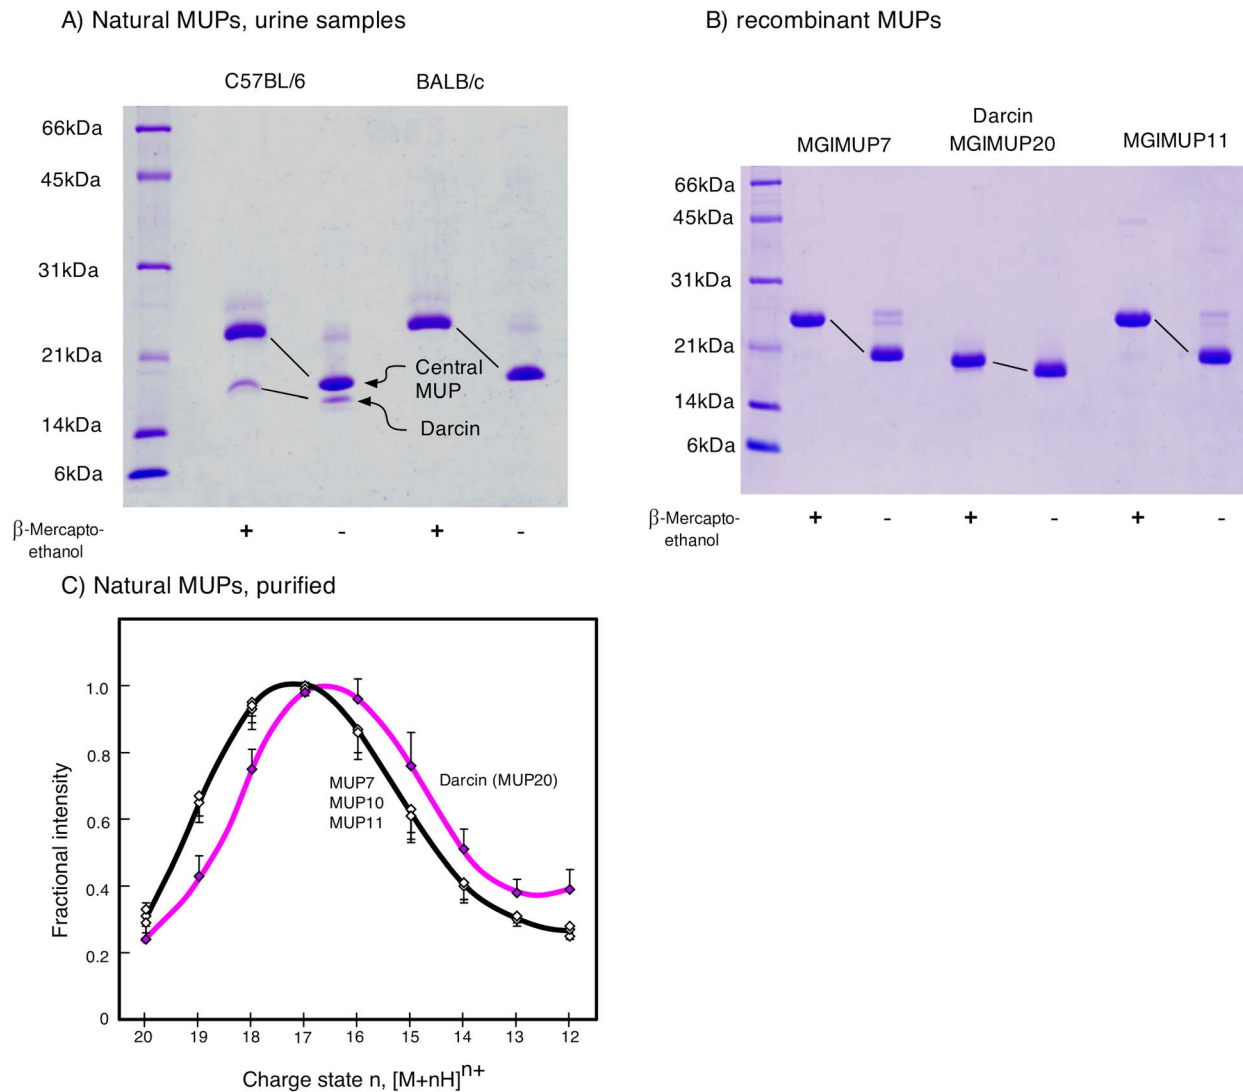 A) Natural MUPs, urine samples
C57BL/6
BALB/c
66kDa
45kDa
31kDa
21kDa
14kDa
6kDa
Central
MUP
Darcin
β-Mercapto-
ethanol
+
-
+
-
B) recombinant MUPs
MGIMUP7
Darcin
MGIMUP20
MGIMUP11
66kDa
45kDa
31kDa
21kDa
14kDa
6kDa
β-Mercapto-
ethanol
+
-
+
-
+
-
C) Natural MUPs, purified
Fractional intensity
1.0
0.8
0.6
0.4
0.2
0
MUP7
MUP10
MUP11
Darcin (MUP20)
20
19
18
17
16
15
14
13
12
Charge state n, [M+nH]n+